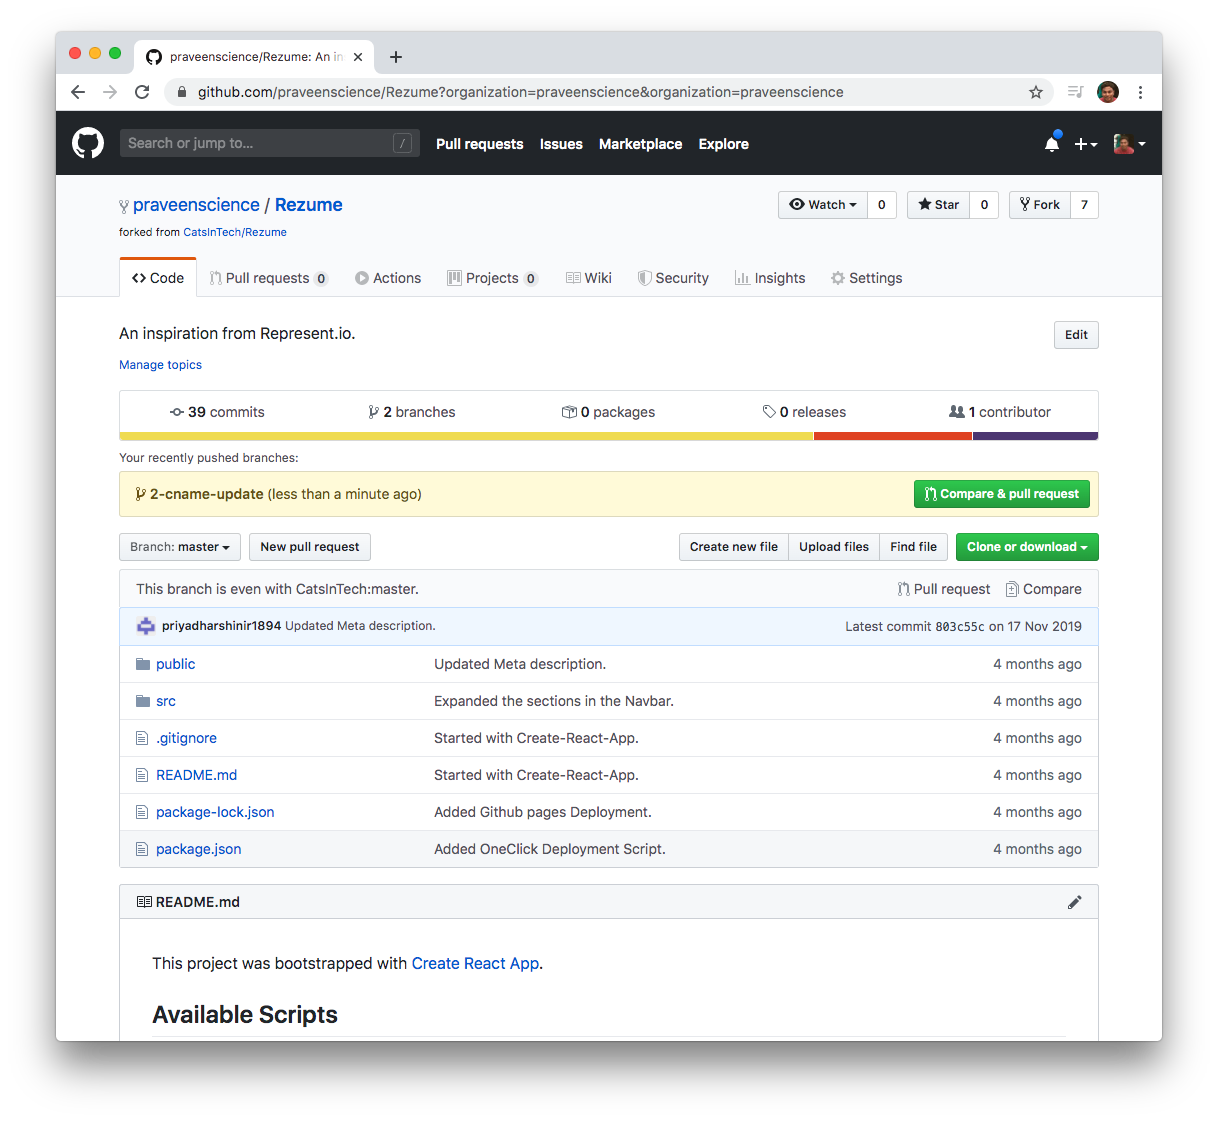 praveenscience/Rezume: An in
github.com/praveenscience/Rezume?organization=praveenscience&organization=praveenscience
Search or jump to... / Pull requests Issues Marketplace Explore
praveenscience / Rezume Watch 0 Star 0 Fork 7
forked from CatsInTech/Rezume
Code Pull requests 0 Actions Projects 0 Wiki Security Insights Settings
An inspiration from Represent.io. Edit
Manage topics
39 commits 2 branches 0 packages 0 releases 1 contributor
Your recently pushed branches:
2-cname-update (less than a minute ago) Compare & pull request
Branch: master New pull request Create new file Upload files Find file Clone or download
This branch is even with CatsInTech:master. Pull request Compare
priyadharshinir1894 Updated Meta description. Latest commit 803c55c on 17 Nov 2019
public Updated Meta description. 4 months ago
src Expanded the sections in the Navbar. 4 months ago
.gitignore Started with Create-React-App. 4 months ago
README.md Started with Create-React-App. 4 months ago
package-lock.json Added Github pages Deployment. 4 months ago
package.json Added OneClick Deployment Script. 4 months ago
README.md
This project was bootstrapped with Create React App.
Available Scripts